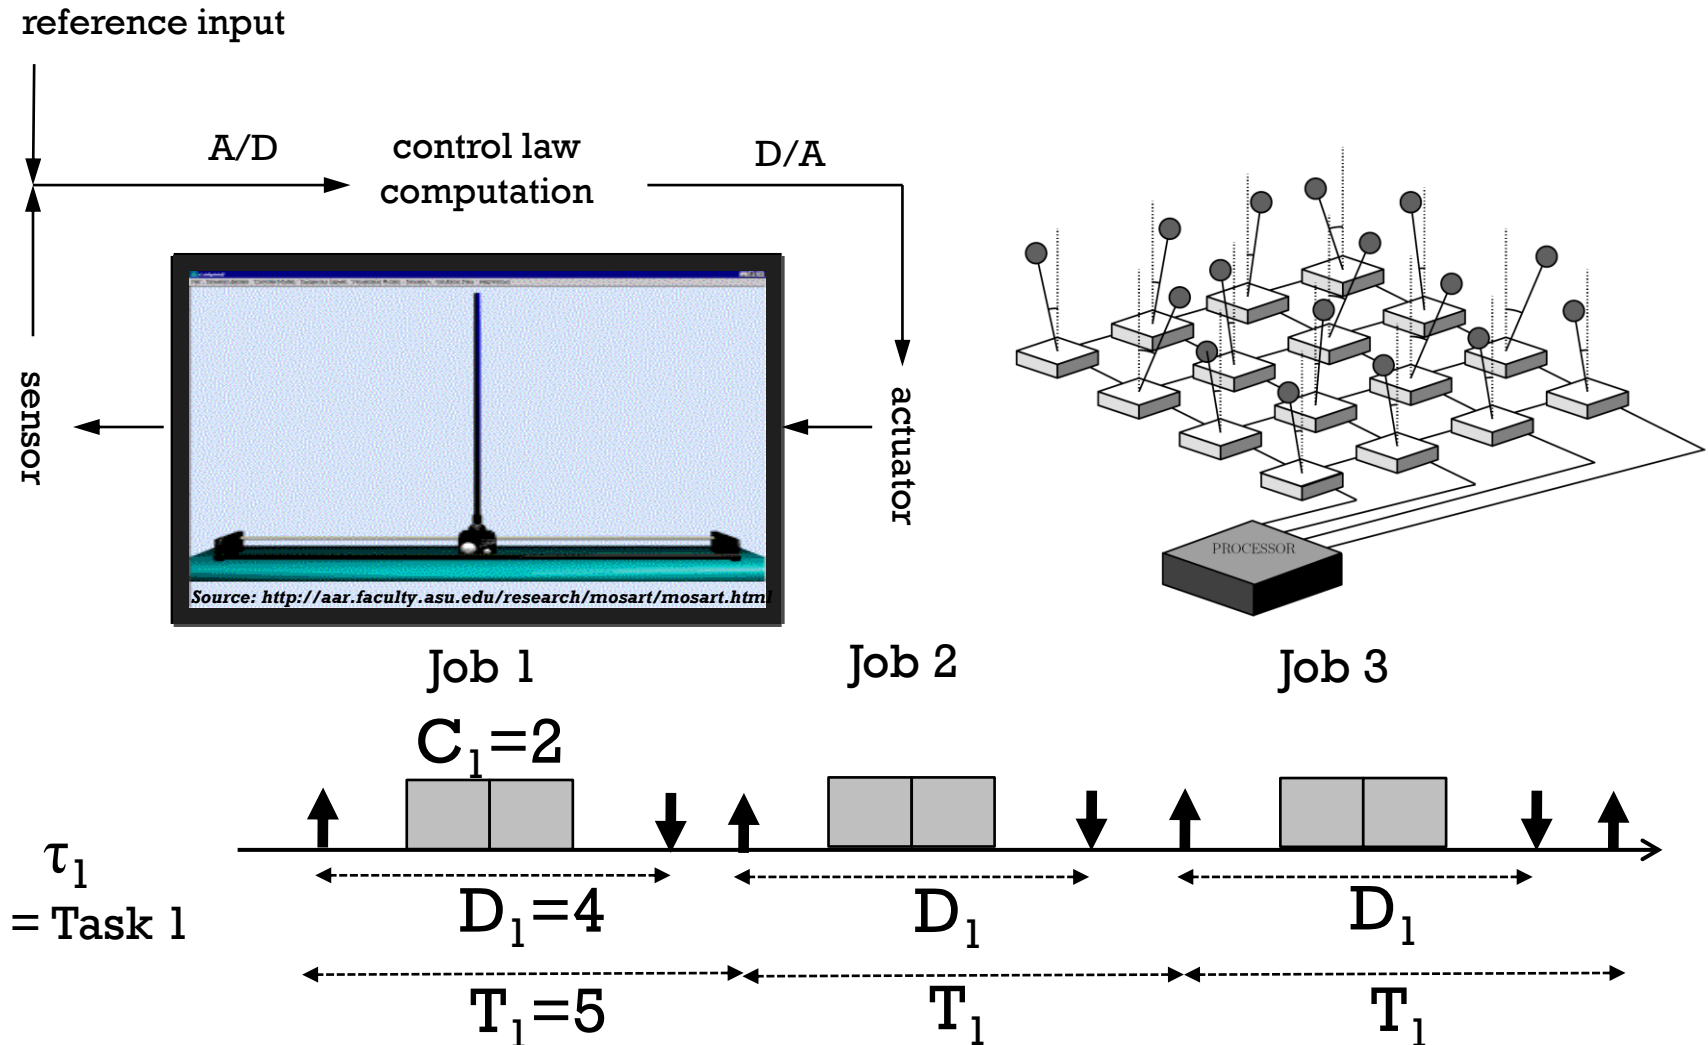 reference input
A/D
control law
computation
D/A
sensor
actuator
PROCESSOR
Source: http://aar.faculty.asu.edu/research/mosart/mosart.html
Job 1
Job 2
Job 3
C₁=2
τ₁
= Task 1
D₁=4
D₁
D₁
T₁=5
T₁
T₁